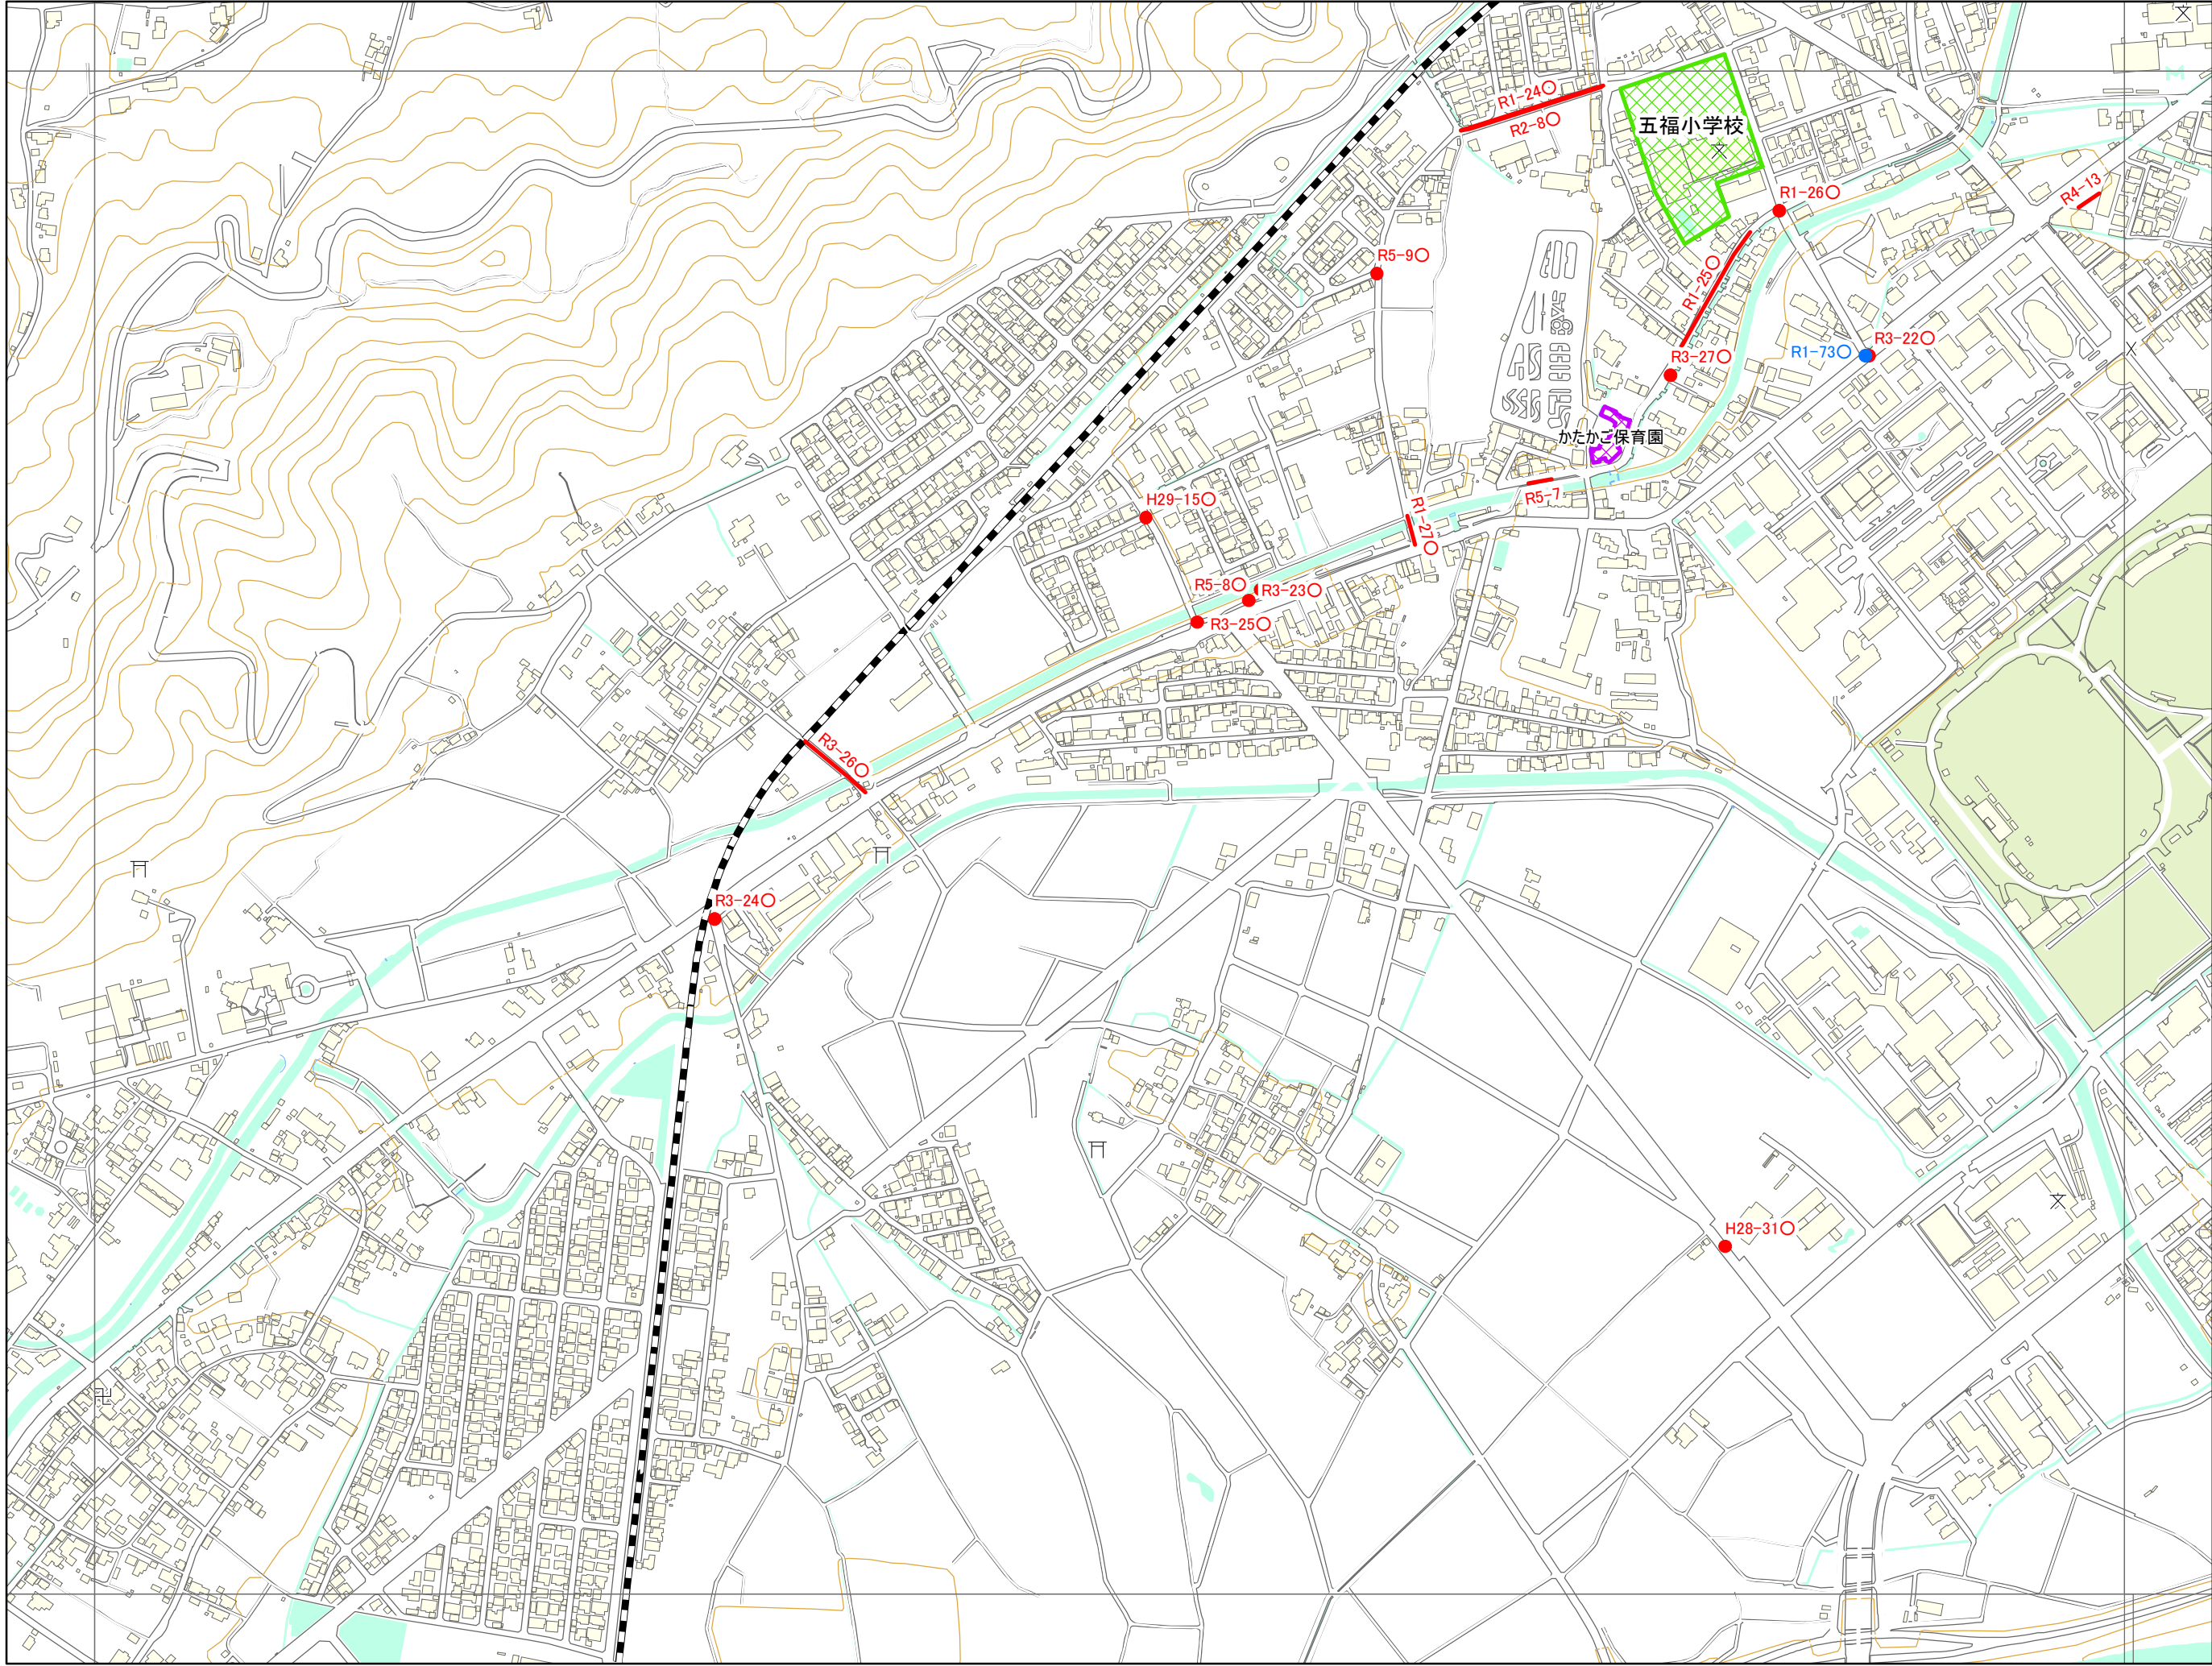 R1-24○
R2-8○
五福小学校
R4-13
R1-26○
R5-9○
R1-25○
R3-27○
R1-73○
R3-22○
かたかご保育園
R5-7
H29-15○
R1-27○
R5-8○
R3-23○
R3-25○
R3-26○
R3-24○
H28-31○